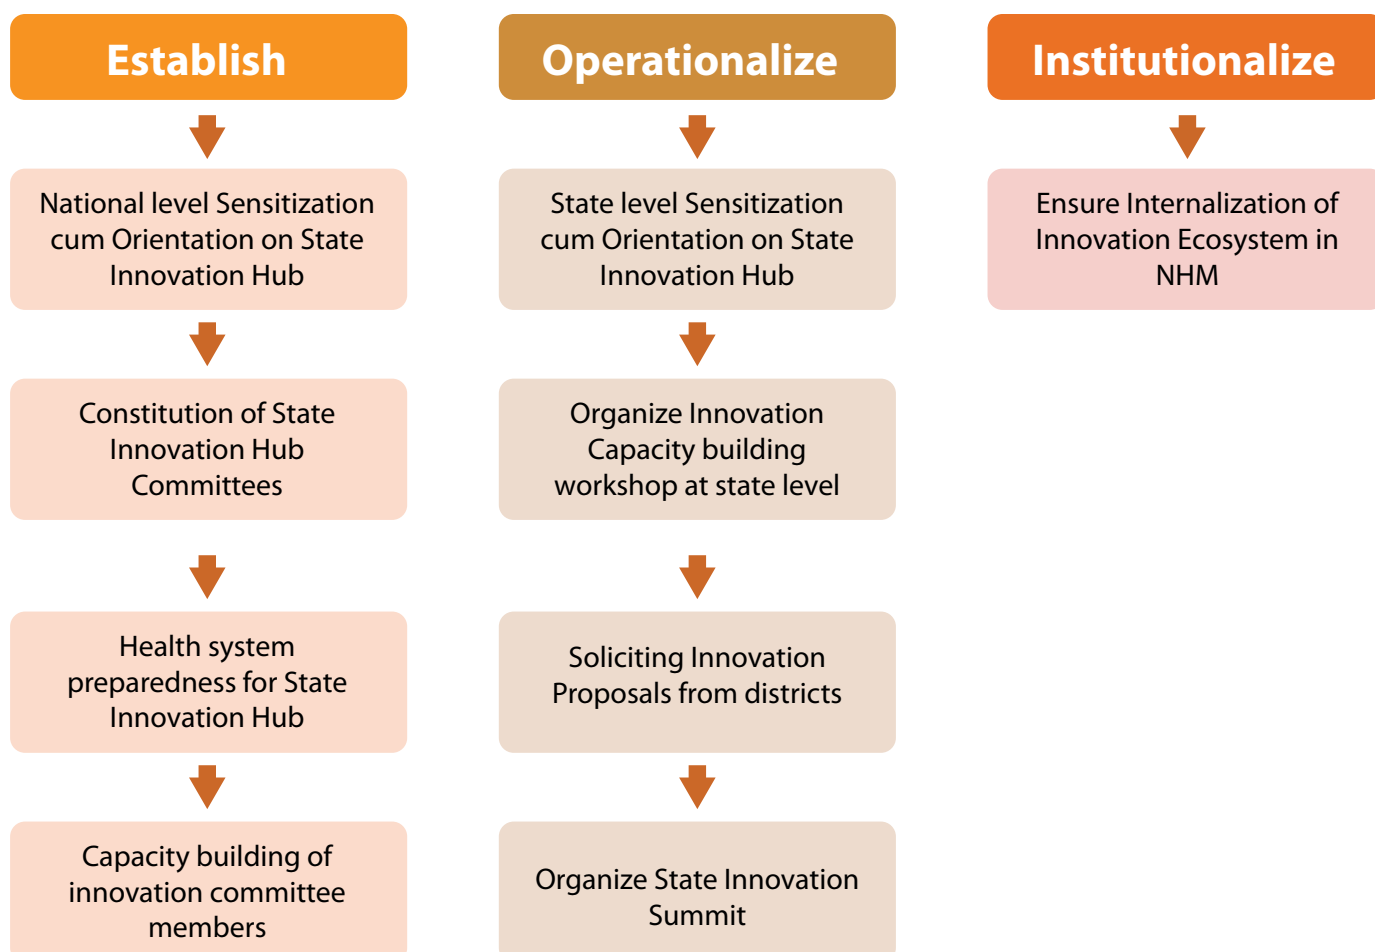 Establish
National level Sensitization
cum Orientation on State
Innovation Hub
Constitution of State
Innovation Hub
Committees
Health system
preparedness for State
Innovation Hub
Capacity building of
innovation committee
members
Operationalize
State level Sensitization
cum Orientation on State
Innovation Hub
Organize Innovation
Capacity building
workshop at state level
Soliciting Innovation
Proposals from districts
Organize State Innovation
Summit
Institutionalize
Ensure Internalization of
Innovation Ecosystem in
NHM